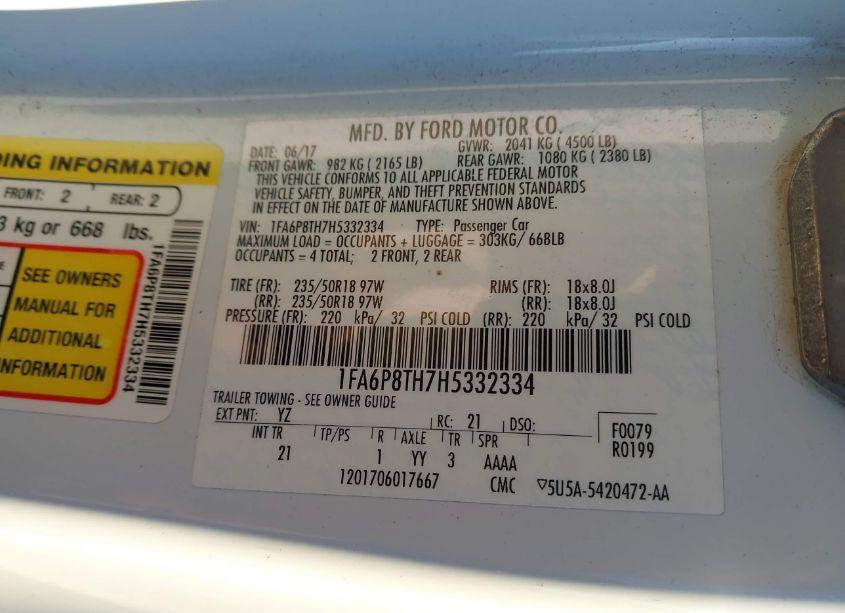 DING INFORMATION
FRONT: 2 REAR: 2
3 kg or 668 lbs.
SEE OWNERS
MANUAL FOR
ADDITIONAL
INFORMATION
1FA6P8TH7H5332334
MFD. BY FORD MOTOR CO.
DATE: 06/17 GVWR: 2041 KG ( 4500 LB)
FRONT GAWR: 982 KG ( 2165 LB) REAR GAWR: 1080 KG ( 2380 LB)
THIS VEHICLE CONFORMS TO ALL APPLICABLE FEDERAL MOTOR
VEHICLE SAFETY, BUMPER, AND THEFT PREVENTION STANDARDS
IN EFFECT ON THE DATE OF MANUFACTURE SHOWN ABOVE.
VIN: 1FA6P8TH7H5332334 TYPE: Passenger Car
MAXIMUM LOAD = OCCUPANTS + LUGGAGE = 303KG/ 668LB
OCCUPANTS = 4 TOTAL; 2 FRONT, 2 REAR
TIRE (FR): 235/50R18 97W RIMS (FR): 18x8.0J
(RR): 235/50R18 97W (RR): 18x8.0J
PRESSURE (FR): 220 kPa/ 32 PSI COLD (RR): 220 kPa/ 32 PSI COLD
1FA6P8TH7H5332334
TRAILER TOWING - SEE OWNER GUIDE
EXT PNT: YZ RC: 21 DSO:
F0079
R0199
INT TR TP/PS R AXLE TR SPR
21 1 YY 3 AAAA
1201706017667 CMC ▽5U5A-5420472-AA